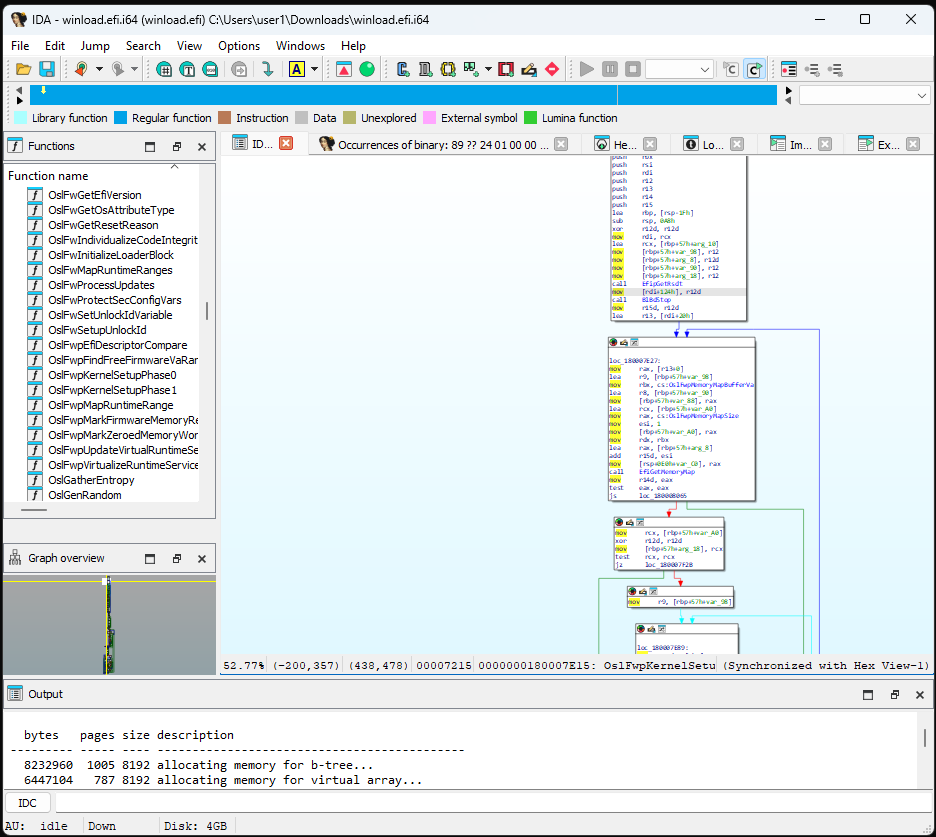 IDA - winload.efi.i64 (winload.efi) C:\Users\user1\Downloads\winload.efi.i64
File Edit Jump Search View Options Windows Help
Library function Regular function Instruction Data Unexplored External symbol Lumina function
Functions
ID...
Occurrences of binary: 89 ?? 24 01 00 00 ...
He...
Lo...
Im...
Ex...
Function name
OslFwGetEfiVersion
OslFwGetOsAttributeType
OslFwGetResetReason
OslFwIndividualizeCodeIntegrit
OslFwInitializeLoaderBlock
OslFwMapRuntimeRanges
OslFwProcessUpdates
OslFwProtectSecConfigVars
OslFwSetUnlockIdVariable
OslFwSetupUnlockId
OslFwpEfiDescriptorCompare
OslFwpFindFreeFirmwareVaRar
OslFwpKernelSetupPhase0
OslFwpKernelSetupPhase1
OslFwpMapRuntimeRange
OslFwpMarkFirmwareMemoryRe
OslFwpMarkZeroedMemoryWor
OslFwpUpdateVirtualRuntimeSe
OslFwpVirtualizeRuntimeService
OslGatherEntropy
OslGenRandom
Graph overview
push rbx
push rsi
push rdi
push r12
push r13
push r14
push r15
lea rbp, [rsp-1Fh]
sub rsp, 0A8h
xor r12d, r12d
mov rdi, rcx
lea rcx, [rbp+57h+arg_10]
mov [rbp+57h+var_98], r12
mov [rbp+57h+arg_8], r12d
mov [rbp+57h+var_90], r12
mov [rbp+57h+arg_18], r12
call EfipGetRsdt
mov [rdi+124h], r12d
call BlBdStop
mov r15d, r12d
lea r13, [rdi+20h]
loc_180007E27:
mov rax, [r13+0]
lea r9, [rbp+57h+var_98]
mov rbx, cs:OslFwpMemoryMapBufferVa
lea r8, [rbp+57h+var_90]
mov [rbp+57h+var_88], rax
lea rcx, [rbp+57h+var_A0]
mov rax, cs:OslFwpMemoryMapSize
mov esi, 1
mov [rbp+57h+var_A0], rax
mov rdx, rbx
lea rax, [rbp+57h+arg_8]
add r15d, esi
mov [rsp+0E0h+var_C0], rax
call EfiGetMemoryMap
mov r14d, eax
test eax, eax
js loc_180008065
mov rcx, [rbp+57h+var_A0]
xor r12d, r12d
mov [rbp+57h+arg_18], rcx
test rcx, rcx
jz loc_180007F2B
mov r9, [rbp+57h+var_98]
loc_180007E89:
52.77% (-200,357) (438,478) 00007215 0000000180007E15: OslFwpKernelSetu (Synchronized with Hex View-1)
Output
bytes pages size description
--------- ----- ---- --------------------------------------------
8232960 1005 8192 allocating memory for b-tree...
6447104 787 8192 allocating memory for virtual array...
IDC
AU: idle Down Disk: 4GB